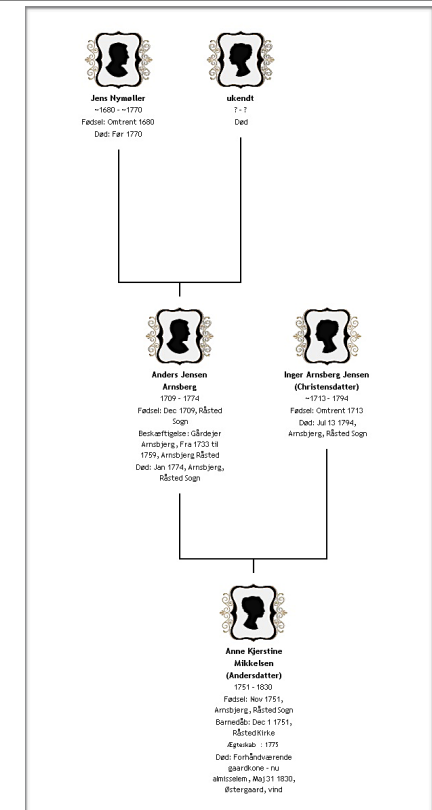 Jens Nymøller
~1680 - ~1770
Fødsel: Omtrent 1680
Død: Før 1770
ukendt
? - ?
Død
Anders Jensen
Arnsberg
1709 - 1774
Fødsel: Dec 1709, Råsted
Sogn
Beskæftigelse: Gårdejer
Arnsbjerg, Fra 1733 til
1759, Arnsbjerg Råsted
Død: Jan 1774, Arnsbjerg,
Råsted Sogn
Inger Arnsberg Jensen
(Christensdatter)
~1713 - 1794
Fødsel: Omtrent 1713
Død: Jul 13 1794,
Arnsbjerg, Råsted Sogn
Anne Kjerstine
Mikkelsen
(Andersdatter)
1751 - 1830
Fødsel: Nov 1751,
Arnsbjerg, Råsted Sogn
Barnedåb: Dec 1 1751,
Råsted Kirke
Ægteskab : 1775
Død: Forhåndværende
gaardkone - nu
almisselem, Maj 31 1830,
Østergaard, vind